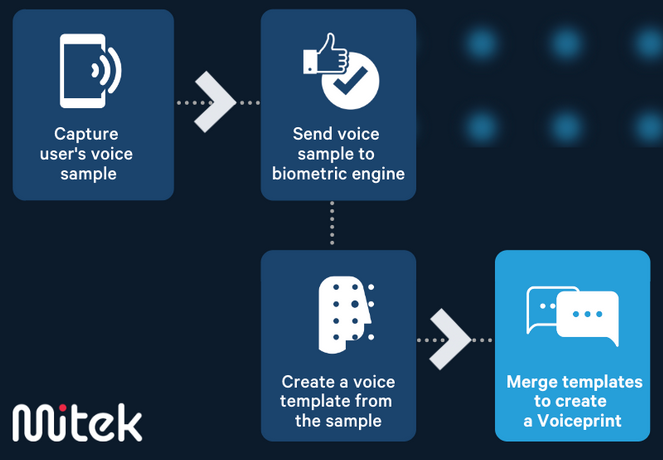 Capture
user's voice
sample
Send voice
sample to
biometric engine
Create a voice
template from
the sample
Merge templates
to create
a Voiceprint
Mitek